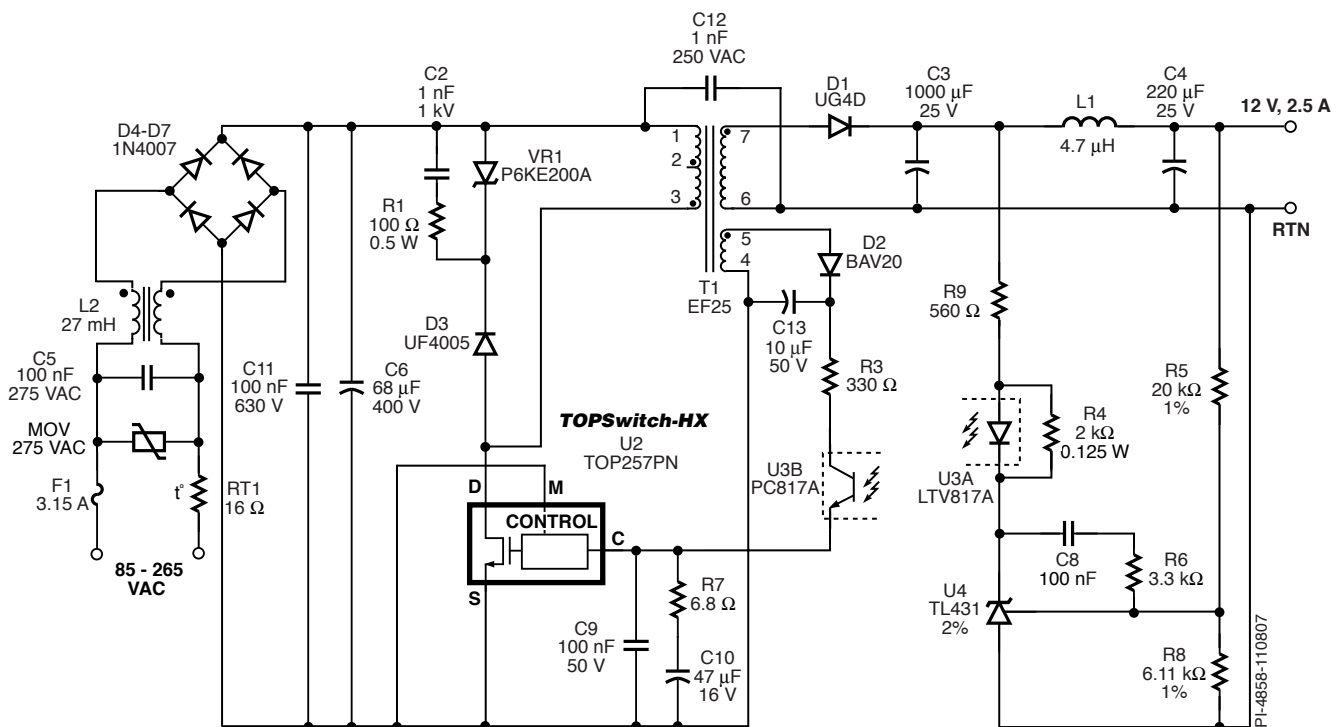 C12
1 nF
250 VAC
C2
1 nF
1 kV
D4-D7
1N4007
VR1
P6KE200A
R1
100 Ω
0.5 W
1
2
3
7
6
5
4
T1
EF25
D1
UG4D
C3
1000 µF
25 V
L1
4.7 µH
C4
220 µF
25 V
12 V, 2.5 A
RTN
D2
BAV20
C13
10 µF
50 V
R3
330 Ω
R9
560 Ω
R5
20 kΩ
1%
L2
27 mH
C5
100 nF
275 VAC
MOV
275 VAC
F1
3.15 A
t°
RT1
16 Ω
85 - 265
VAC
C11
100 nF
630 V
C6
68 µF
400 V
D3
UF4005
TOPSwitch-HX
U2
TOP257PN
D
M
CONTROL
C
S
U3B
PC817A
R4
2 kΩ
0.125 W
U3A
LTV817A
R7
6.8 Ω
C9
100 nF
50 V
C10
47 µF
16 V
C8
100 nF
R6
3.3 kΩ
U4
TL431
2%
R8
6.11 kΩ
1%
PI-4858-110807